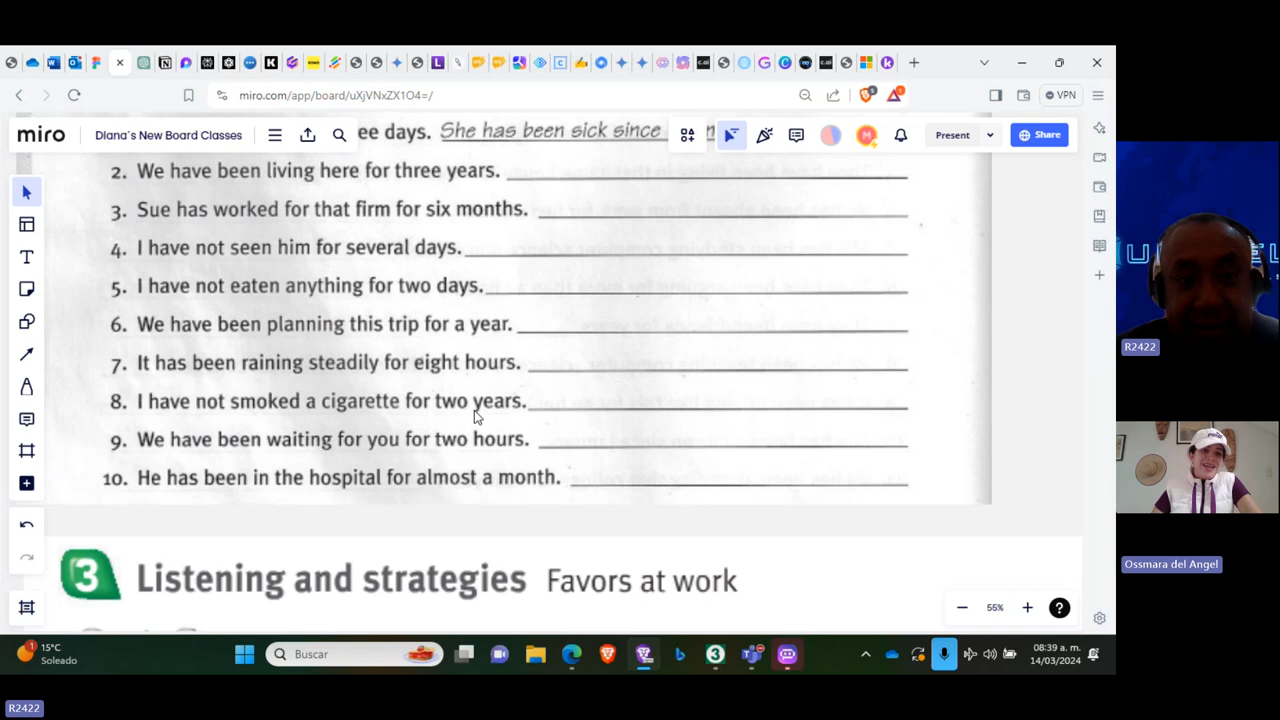 miro.com/app/board/uXjVNxZX1O4=/
VPN
miro DIana's New Board Classes
Present
Share
ee days. She has been sick since
2. We have been living here for three years.
3. Sue has worked for that firm for six months.
4. I have not seen him for several days.
5. I have not eaten anything for two days.
6. We have been planning this trip for a year.
7. It has been raining steadily for eight hours.
8. I have not smoked a cigarette for two years.
9. We have been waiting for you for two hours.
10. He has been in the hospital for almost a month.
3 Listening and strategies Favors at work
55%
R2422
Ossmara del Angel
15°C
Soleado
Buscar
08:39 a. m.
14/03/2024
R2422